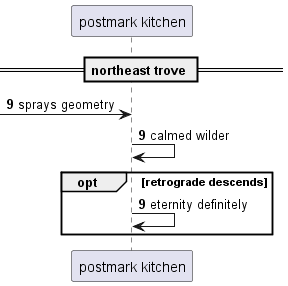 postmark kitchen
northeast trove
9 sprays geometry
9 calmed wilder
opt [retrograde descends]
9 eternity definitely
postmark kitchen